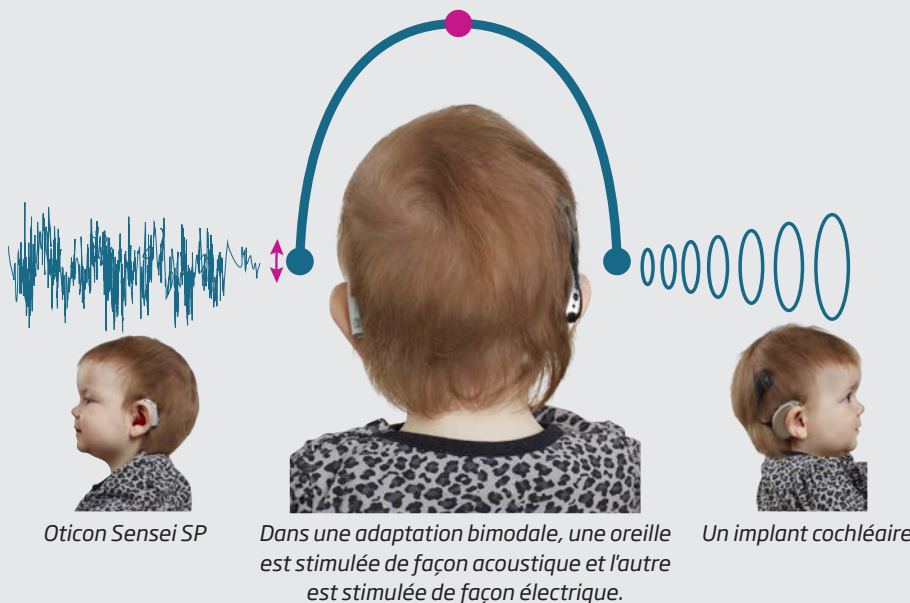 Oticon Sensei SP
Dans une adaptation bimodale, une oreille
est stimulée de façon acoustique et l'autre
est stimulée de façon électrique.
Un implant cochléaire